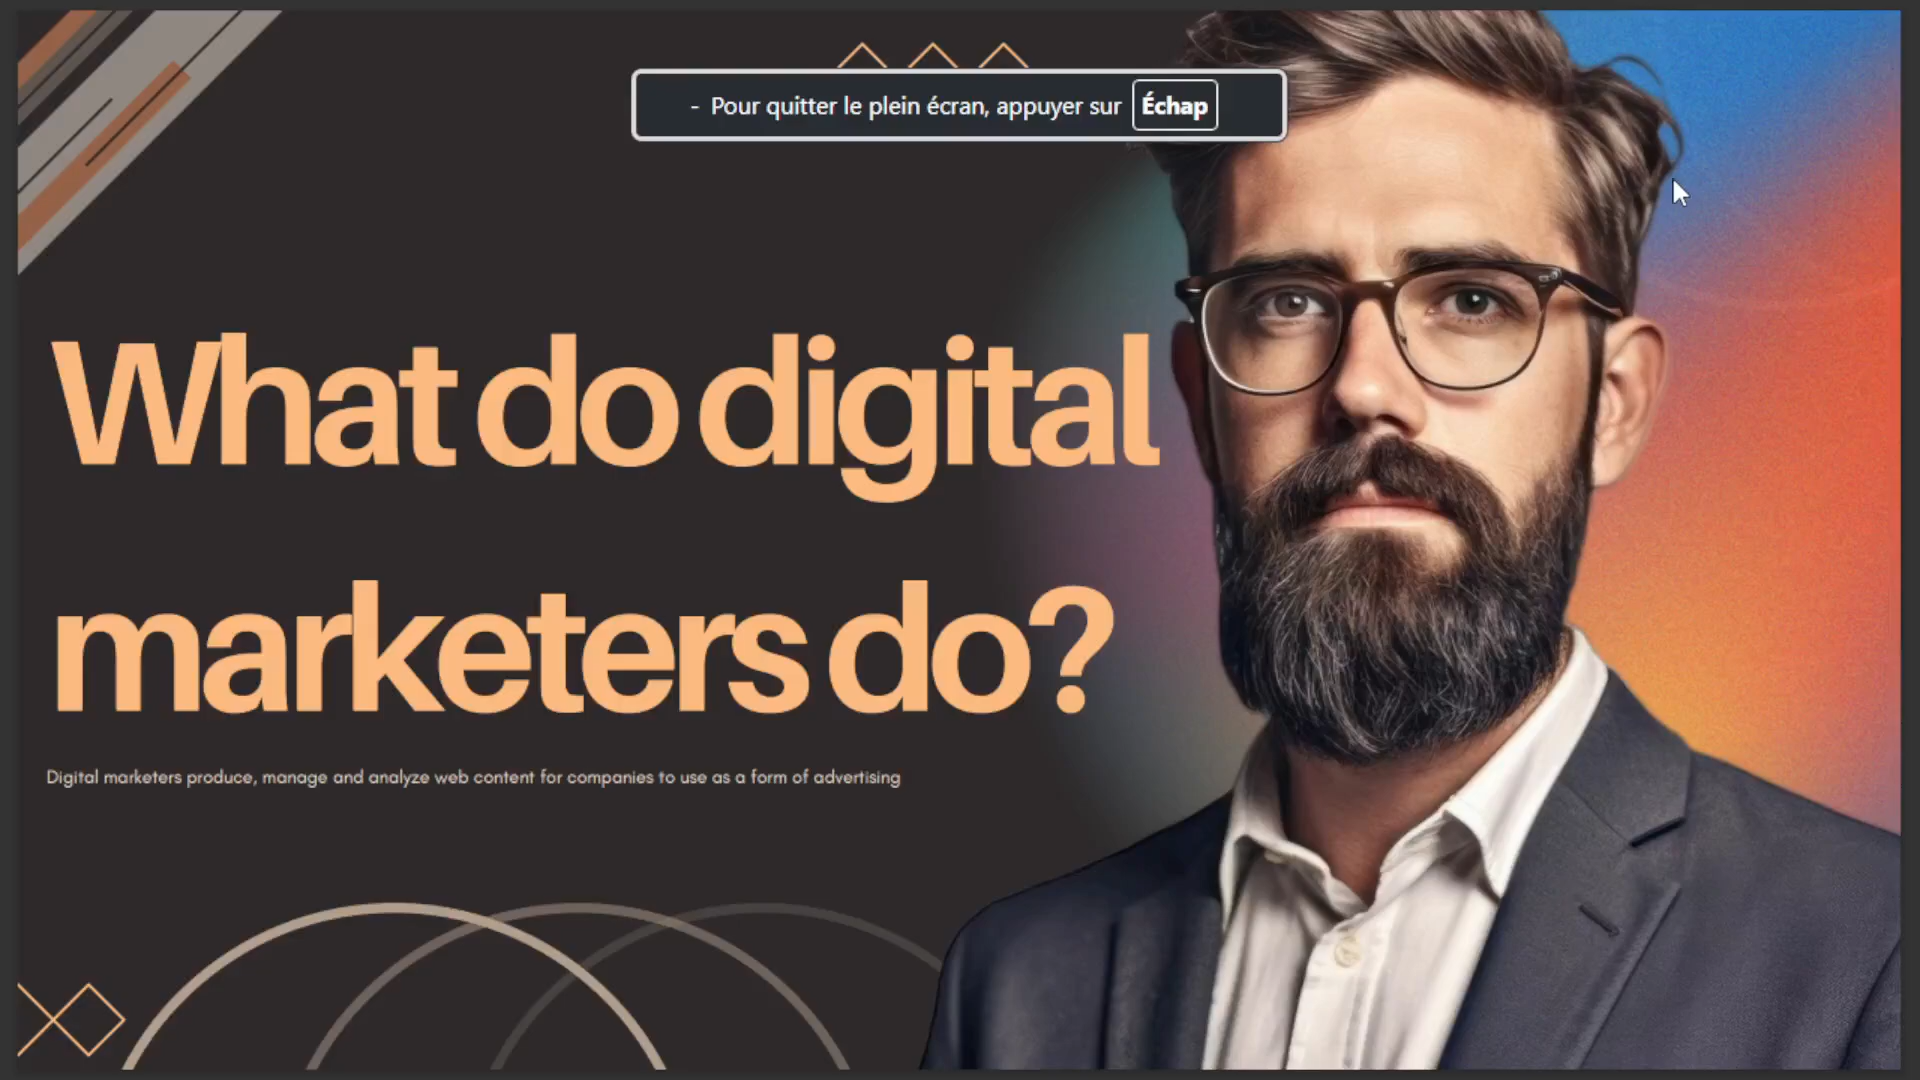 - Pour quitter le plein écran, appuyer sur Échap
What do digital
marketers do?
Digital marketers produce, manage and analyze web content for companies to use as a form of advertising